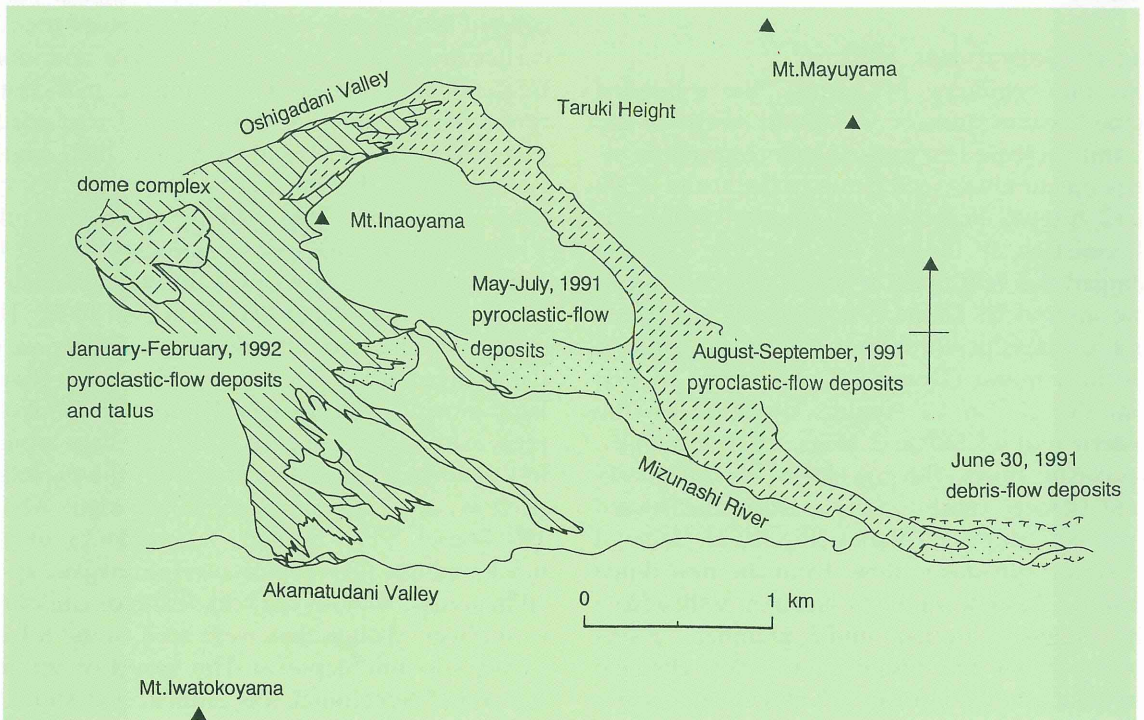 Mt.Mayuyama
Oshigadani Valley
Taruki Height
dome complex
Mt.Inaoyama
May-July, 1991
pyroclastic-flow
deposits
January-February, 1992
pyroclastic-flow deposits
and talus
August-September, 1991
pyroclastic-flow deposits
June 30, 1991
debris-flow deposits
Mizunashi River
Akamatudani Valley
0 1 km
Mt.Iwatokoyama